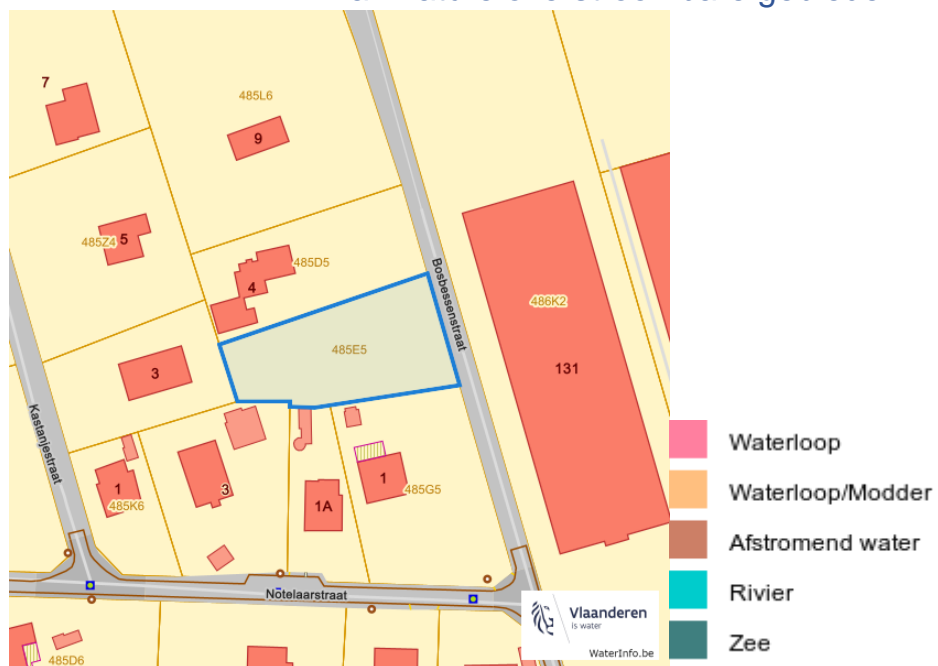 7
485L6
9
485Z4
5
485D5
4
Bosbessenstraat
486K2
485E5
131
3
Kastanjestraat
1
485K6
3
1A
1
485G5
Notelaarstraat
485D6
Vlaanderen
is water
WaterInfo.be
Waterloop
Waterloop/Modder
Afstromend water
Rivier
Zee